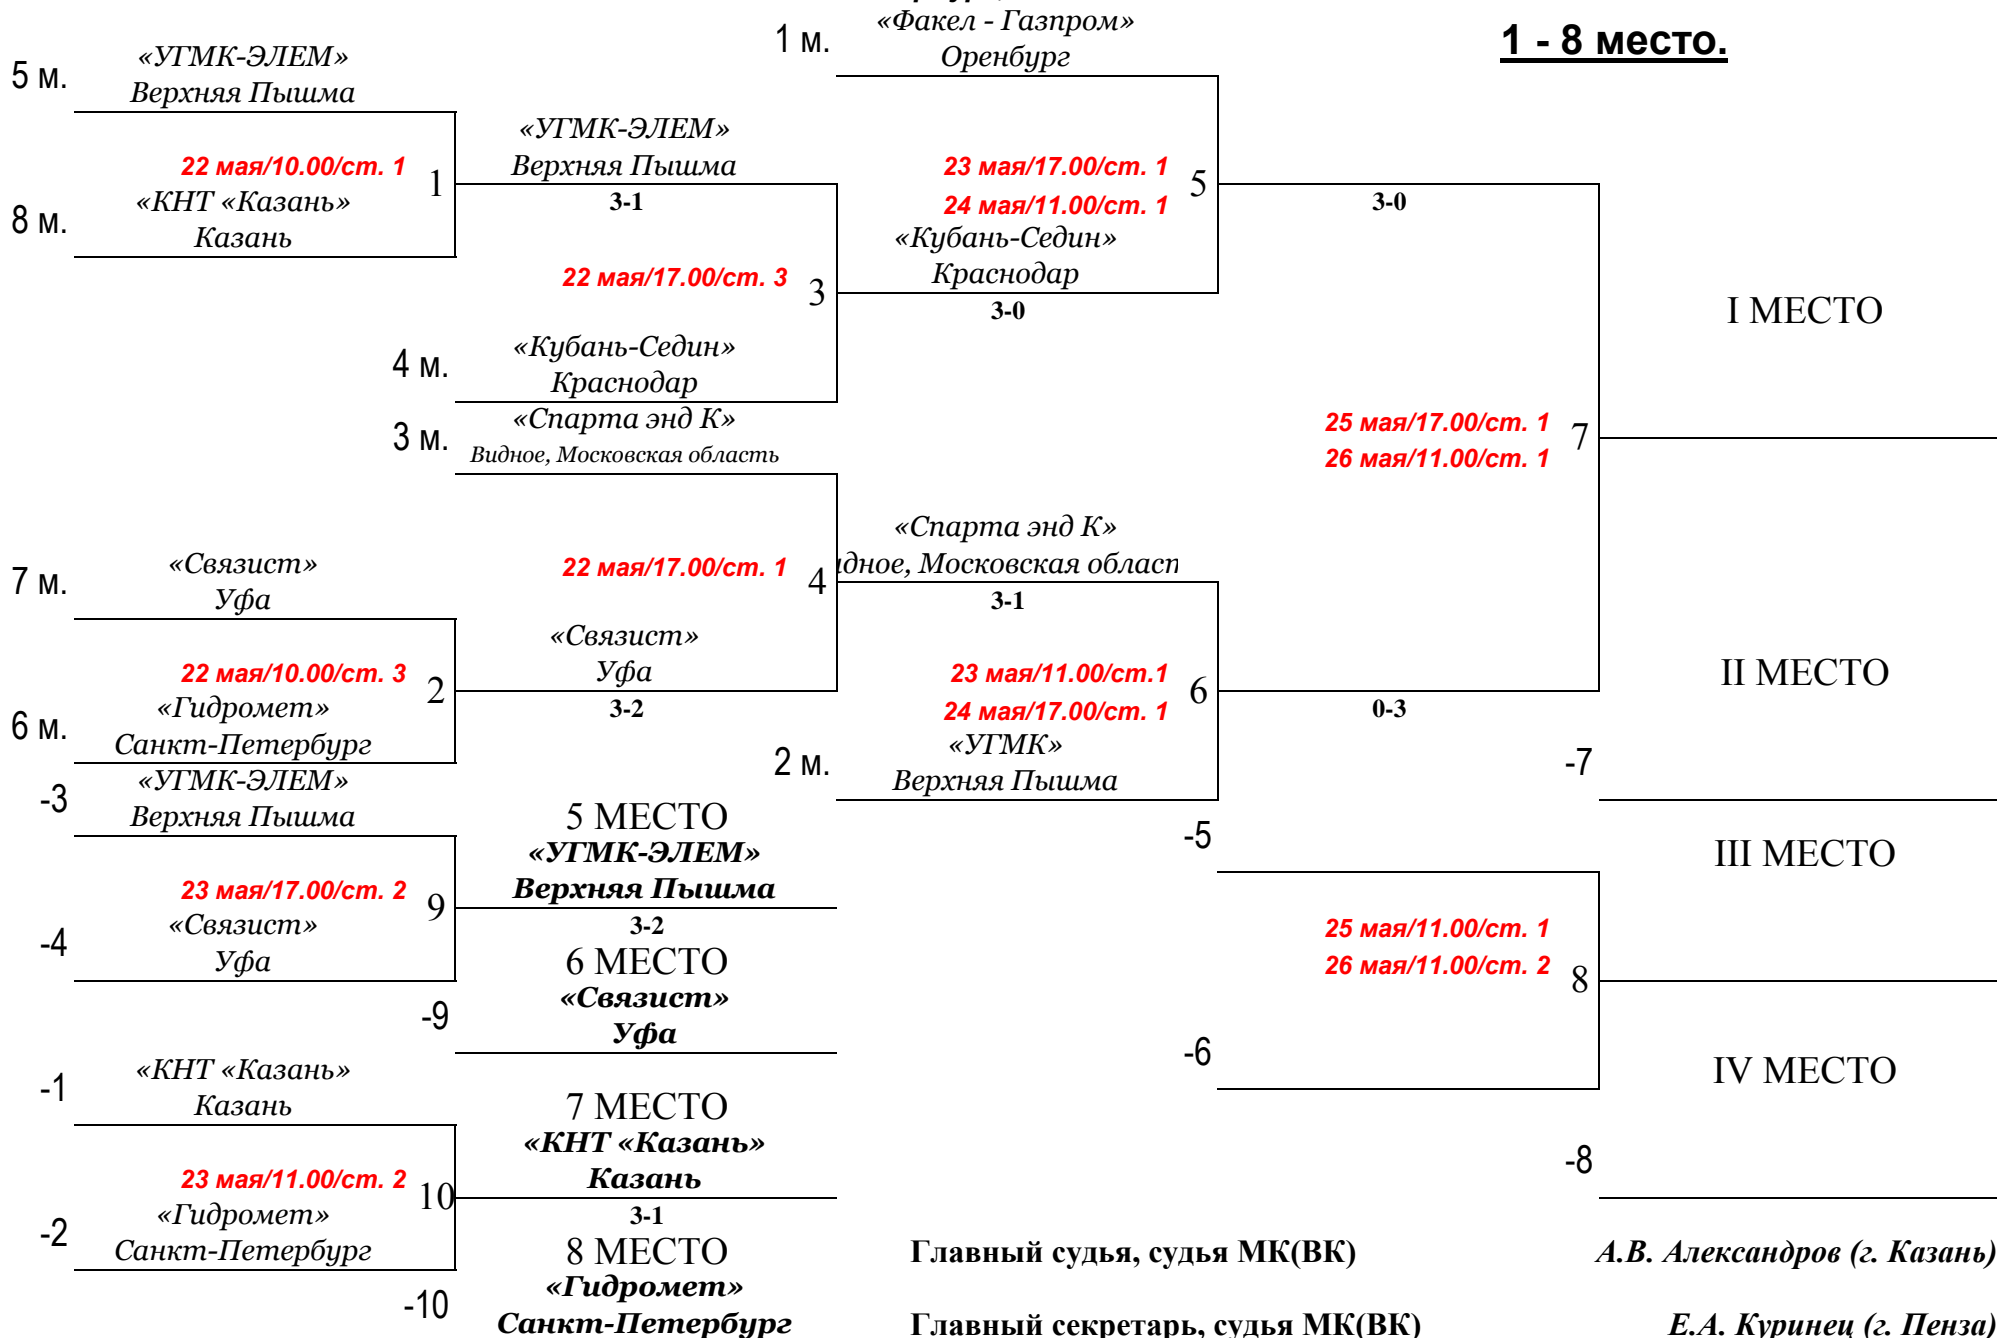 «Факел - Газпром»
1 м.
Оренбург
1 - 8 место.
«УГМК-ЭЛЕМ»
5 м.
Верхняя Пышма
«УГМК-ЭЛЕМ»
Верхняя Пышма
22 мая/10.00/ст. 1
1
3-1
«КНТ «Казань»
8 м.
Казань
23 мая/17.00/ст. 1
5
24 мая/11.00/ст. 1
3-0
«Кубань-Седин»
Краснодар
3-0
22 мая/17.00/ст. 3
3
I МЕСТО
«Кубань-Седин»
4 м.
Краснодар
«Спарта энд К»
3 м.
Видное, Московская область
25 мая/17.00/ст. 1
7
26 мая/11.00/ст. 1
«Спарта энд К»
дное, Московская област
3-1
22 мая/17.00/ст. 1
4
«Связист»
7 м.
Уфа
«Связист»
Уфа
3-2
22 мая/10.00/ст. 3
2
«Гидромет»
6 м.
Санкт-Петербург
23 мая/11.00/ст.1
6
24 мая/17.00/ст. 1
0-3
«УГМК»
2 м.
Верхняя Пышма
II МЕСТО
-7
«УГМК-ЭЛЕМ»
-3
Верхняя Пышма
5 МЕСТО
«УГМК-ЭЛЕМ»
Верхняя Пышма
3-2
23 мая/17.00/ст. 2
9
«Связист»
-4
Уфа
6 МЕСТО
«Связист»
-9
Уфа
-5
III МЕСТО
25 мая/11.00/ст. 1
26 мая/11.00/ст. 2
8
-6
IV МЕСТО
-8
«КНТ «Казань»
-1
Казань
7 МЕСТО
«КНТ «Казань»
Казань
3-1
23 мая/11.00/ст. 2
10
«Гидромет»
-2
Санкт-Петербург
8 МЕСТО
«Гидромет»
-10
Санкт-Петербург
Главный судья, судья МК(ВК)
А.В. Александров (г. Казань)
Главный секретарь, судья МК(ВК)
Е.А. Куринец (г. Пенза)